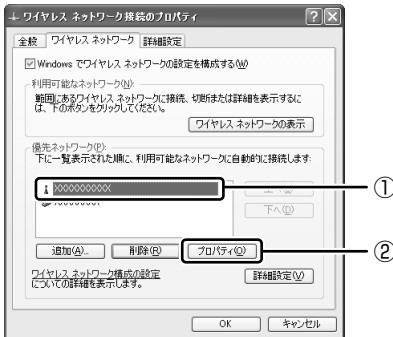 ワイヤレス ネットワーク接続のプロパティ
全般 ワイヤレス ネットワーク 詳細設定
Windows でワイヤレス ネットワークの設定を構成する(W)
利用可能なネットワーク(N):
範囲にあるワイヤレス ネットワークに接続、切断または詳細を表示するに
は、下のボタンをクリックしてください。
ワイヤレス ネットワークの表示
優先ネットワーク(P):
下に一覧表示された順に、利用可能なネットワークに自動的に接続します:
XXXXXXXXXX ①
下へ(D)
追加(A)... 削除(R) プロパティ(O) ②
ワイヤレス ネットワーク構成の設定
についての詳細を表示します。
詳細設定(V)
OK キャンセル